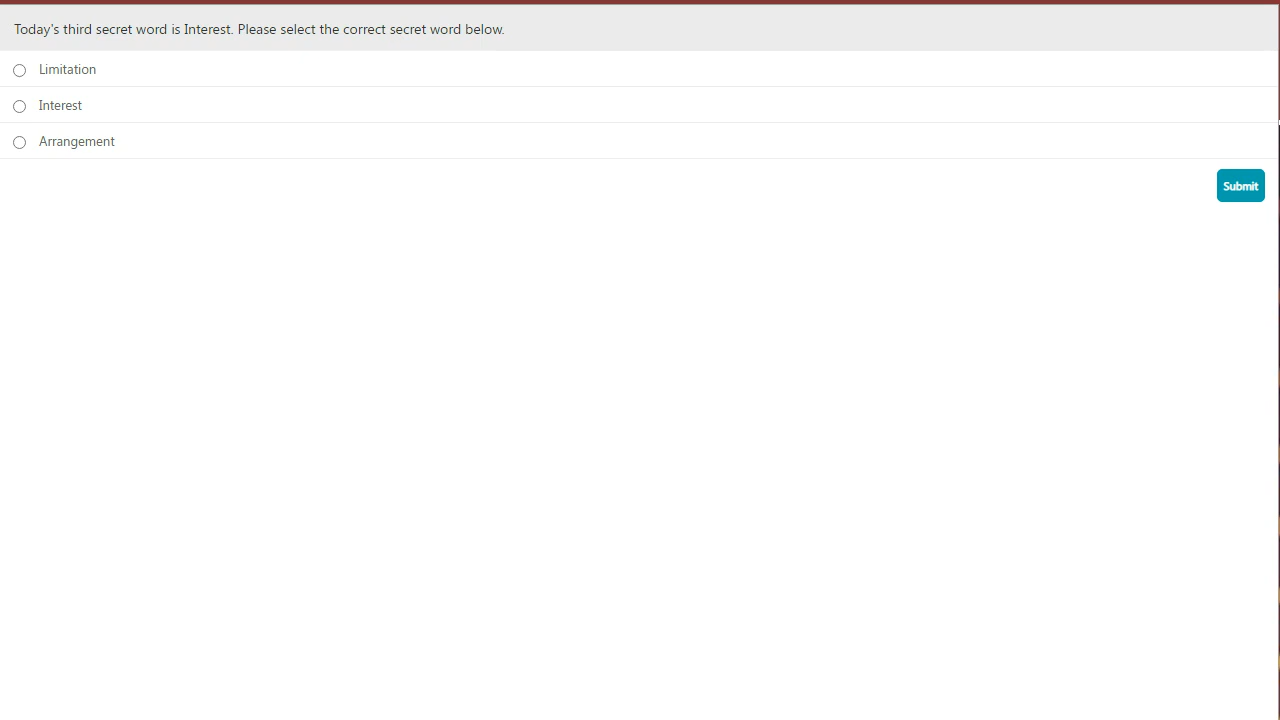 Today's third secret word is Interest. Please select the correct secret word below.
Limitation
Interest
Arrangement
Submit